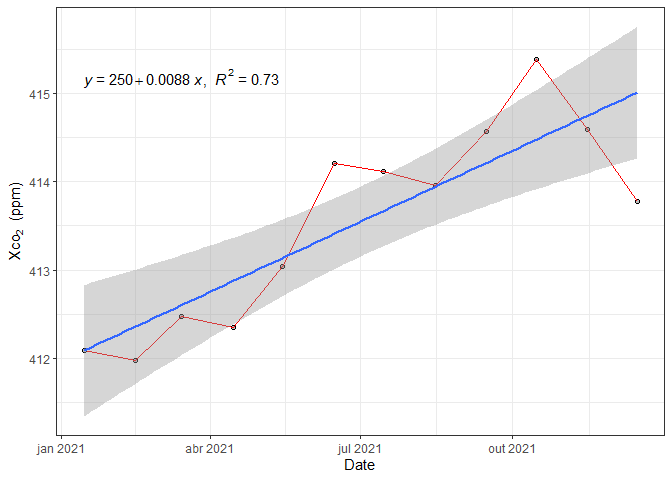 y = 250 + 0.0088 x, R² = 0.73
415
414
413
412
Xco₂ (ppm)
jan 2021 abr 2021 jul 2021 out 2021
Date